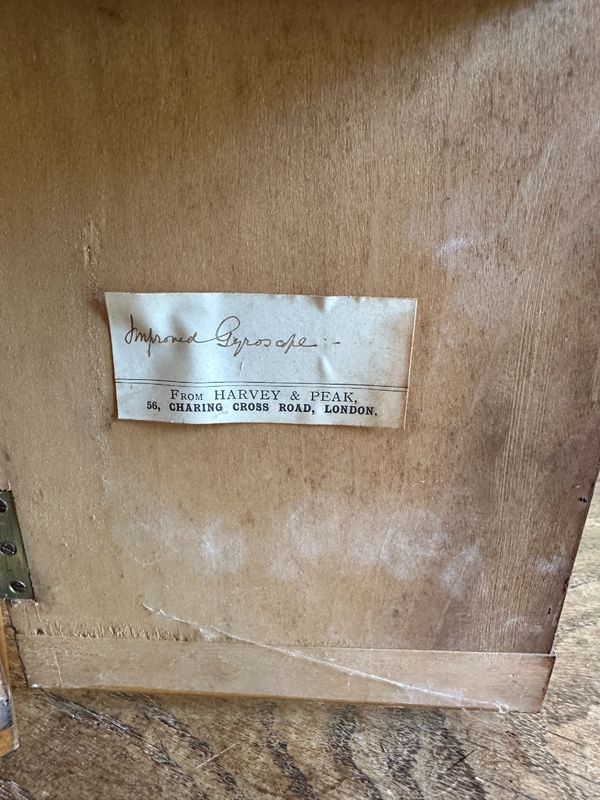 Improved Gyroscope :-
From HARVEY & PEAK,
56, CHARING CROSS ROAD, LONDON.